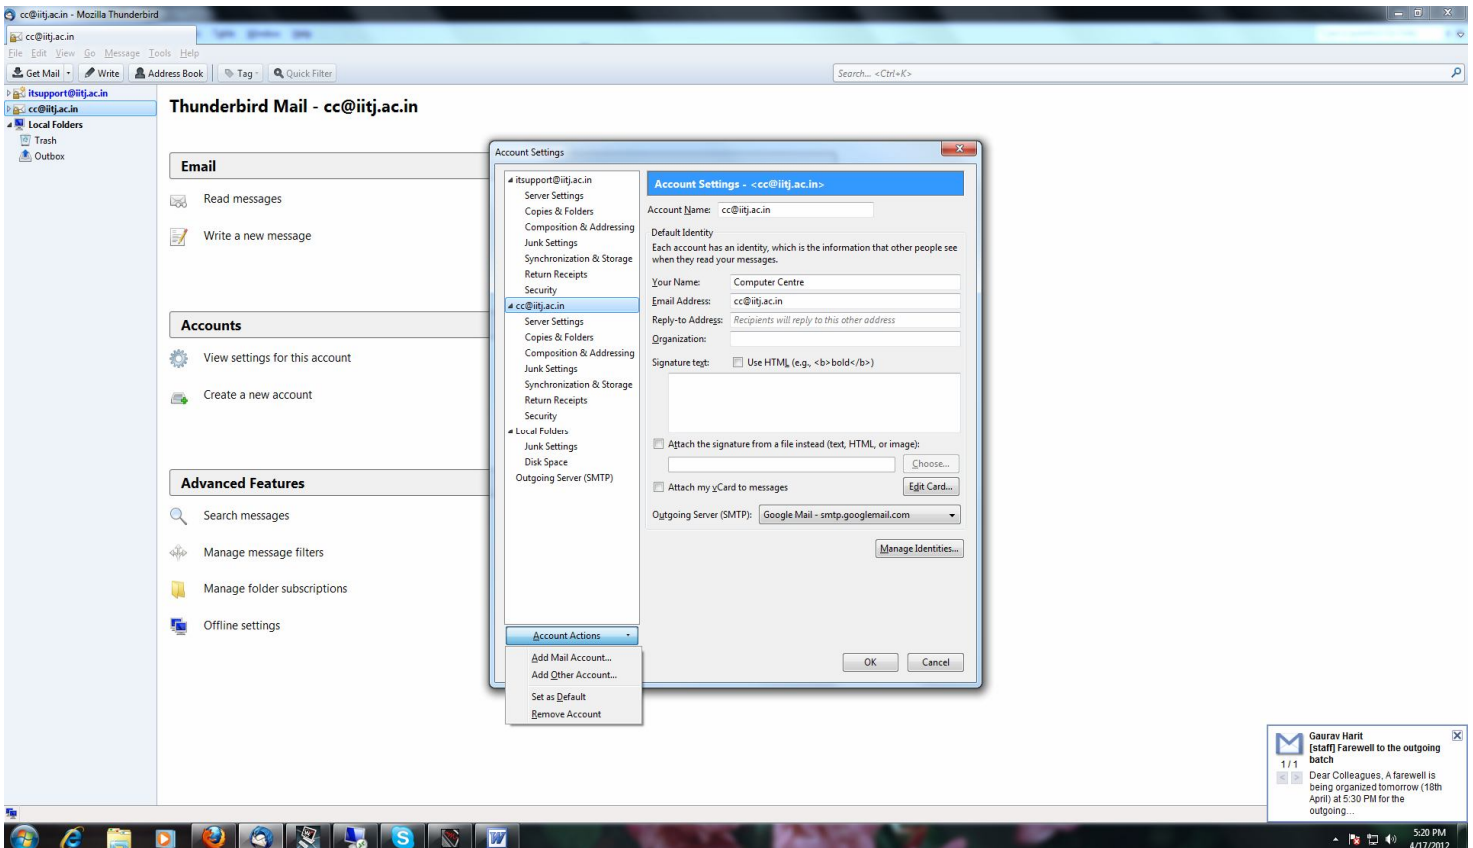 cc@iitj.ac.in - Mozilla Thunderbird
cc@iitj.ac.in
File Edit View Go Message Tools Help
Get Mail Write Address Book Tag Quick Filter Search... <Ctrl+K>
itsupport@iitj.ac.in
cc@iitj.ac.in
Local Folders
Trash
Outbox
Thunderbird Mail - cc@iitj.ac.in
Email
Read messages
Write a new message
Accounts
View settings for this account
Create a new account
Advanced Features
Search messages
Manage message filters
Manage folder subscriptions
Offline settings
Account Settings
itsupport@iitj.ac.in
Server Settings
Copies & Folders
Composition & Addressing
Junk Settings
Synchronization & Storage
Return Receipts
Security
cc@iitj.ac.in
Server Settings
Copies & Folders
Composition & Addressing
Junk Settings
Synchronization & Storage
Return Receipts
Security
Local Folders
Junk Settings
Disk Space
Outgoing Server (SMTP)
Account Actions
Add Mail Account...
Add Other Account...
Set as Default
Remove Account
Account Settings - <cc@iitj.ac.in>
Account Name: cc@iitj.ac.in
Default Identity
Each account has an identity, which is the information that other people see
when they read your messages.
Your Name: Computer Centre
Email Address: cc@iitj.ac.in
Reply-to Address: Recipients will reply to this other address
Organization:
Signature text: Use HTML (e.g., <b>bold</b>)
Attach the signature from a file instead (text, HTML, or image):
Choose...
Attach my vCard to messages Edit Card...
Outgoing Server (SMTP): Google Mail - smtp.googlemail.com
Manage Identities...
OK Cancel
Gaurav Harit
[staff] Farewell to the outgoing
batch
1 / 1
Dear Colleagues, A farewell is
being organized tomorrow (18th
April) at 5:30 PM for the
outgoing...
5:20 PM
4/17/2012